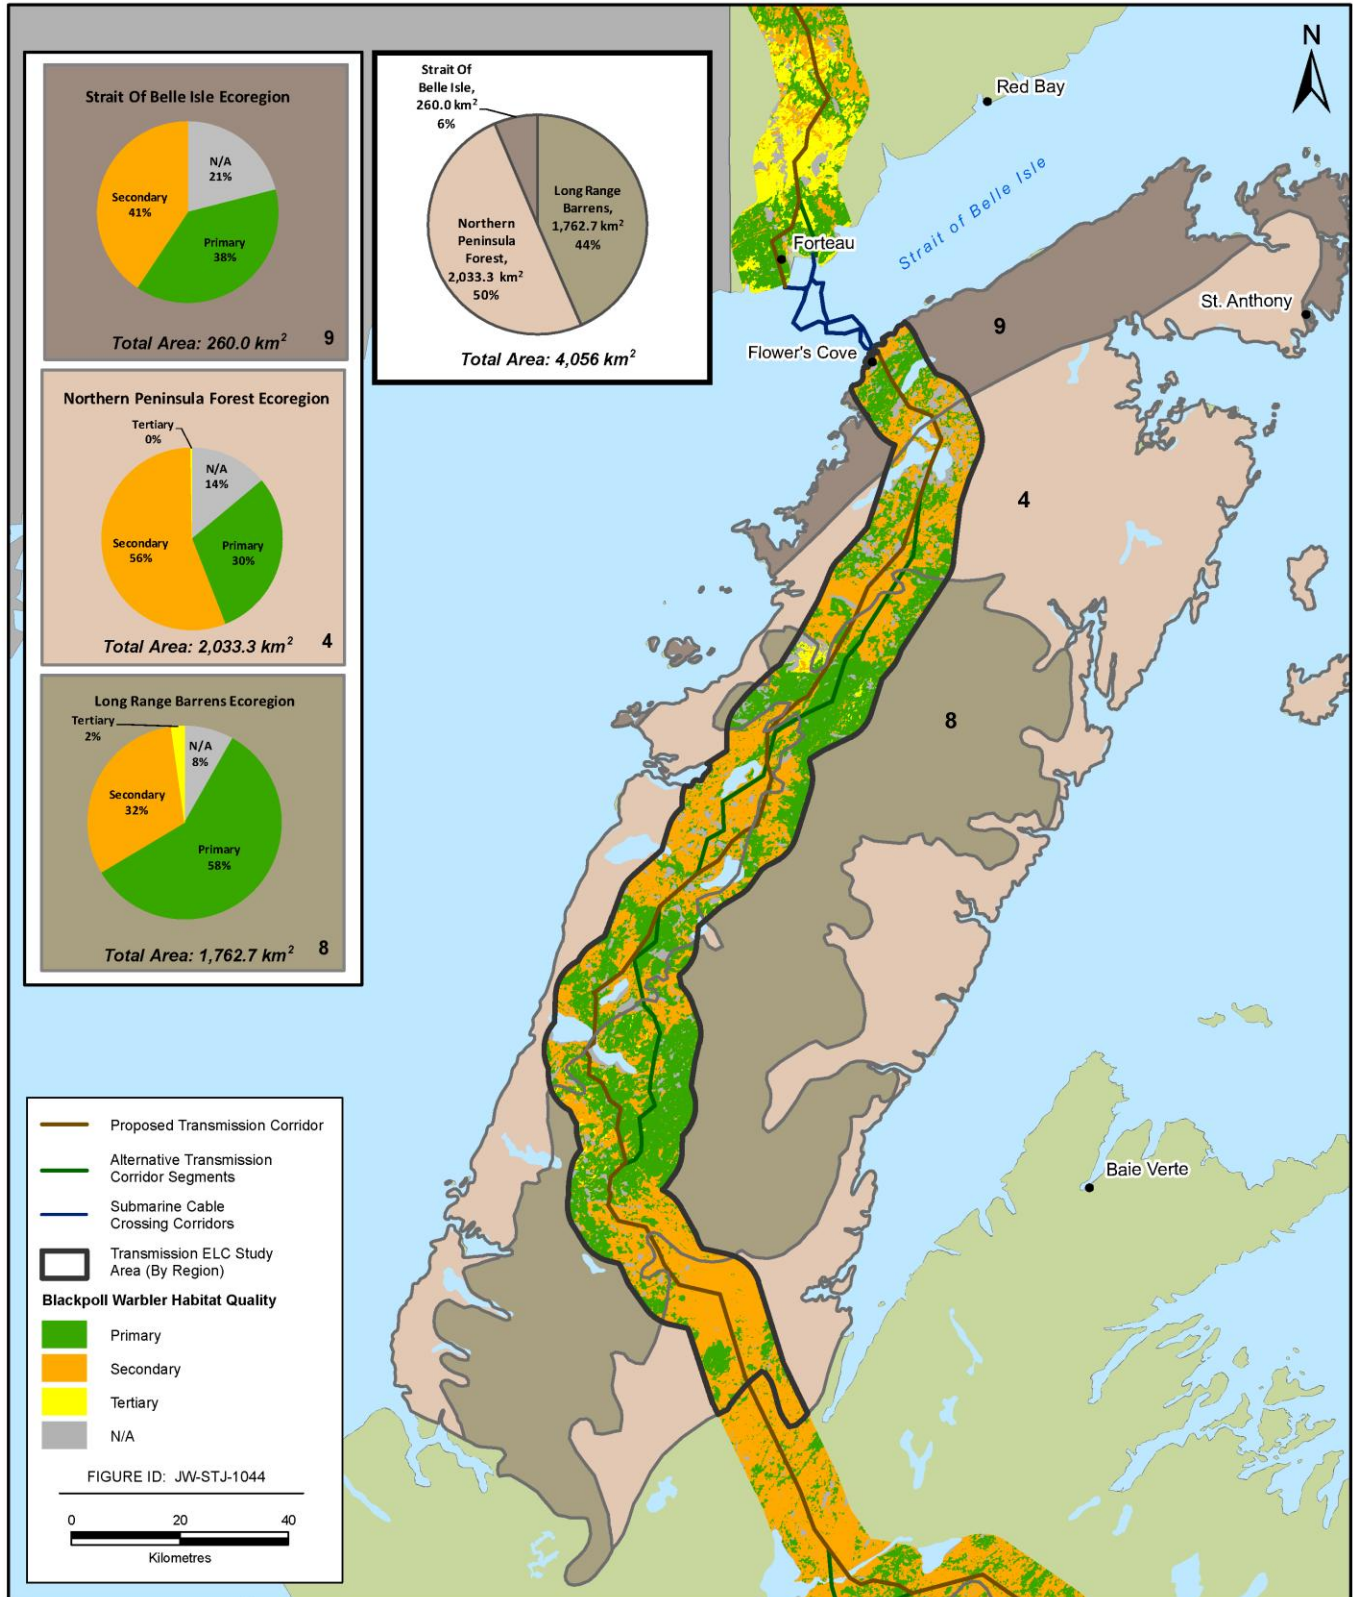 Strait Of Belle Isle Ecoregion
N/A
21%
Secondary
41%
Primary
38%
Total Area: 260.0 km²
9
Northern Peninsula Forest Ecoregion
Tertiary
0%
N/A
14%
Secondary
56%
Primary
30%
Total Area: 2,033.3 km²
4
Long Range Barrens Ecoregion
Tertiary
2%
N/A
8%
Secondary
32%
Primary
58%
Total Area: 1,762.7 km²
8
Strait Of
Belle Isle,
260.0 km²
6%
Long Range
Barrens,
1,762.7 km²
44%
Northern
Peninsula
Forest,
2,033.3 km²
50%
Total Area: 4,056 km²
N
Red Bay
Strait of Belle Isle
Forteau
St. Anthony
9
Flower's Cove
4
8
Baie Verte
Proposed Transmission Corridor
Alternative Transmission
Corridor Segments
Submarine Cable
Crossing Corridors
Transmission ELC Study
Area (By Region)
Blackpoll Warbler Habitat Quality
Primary
Secondary
Tertiary
N/A
FIGURE ID: JW-STJ-1044
0 20 40
Kilometres